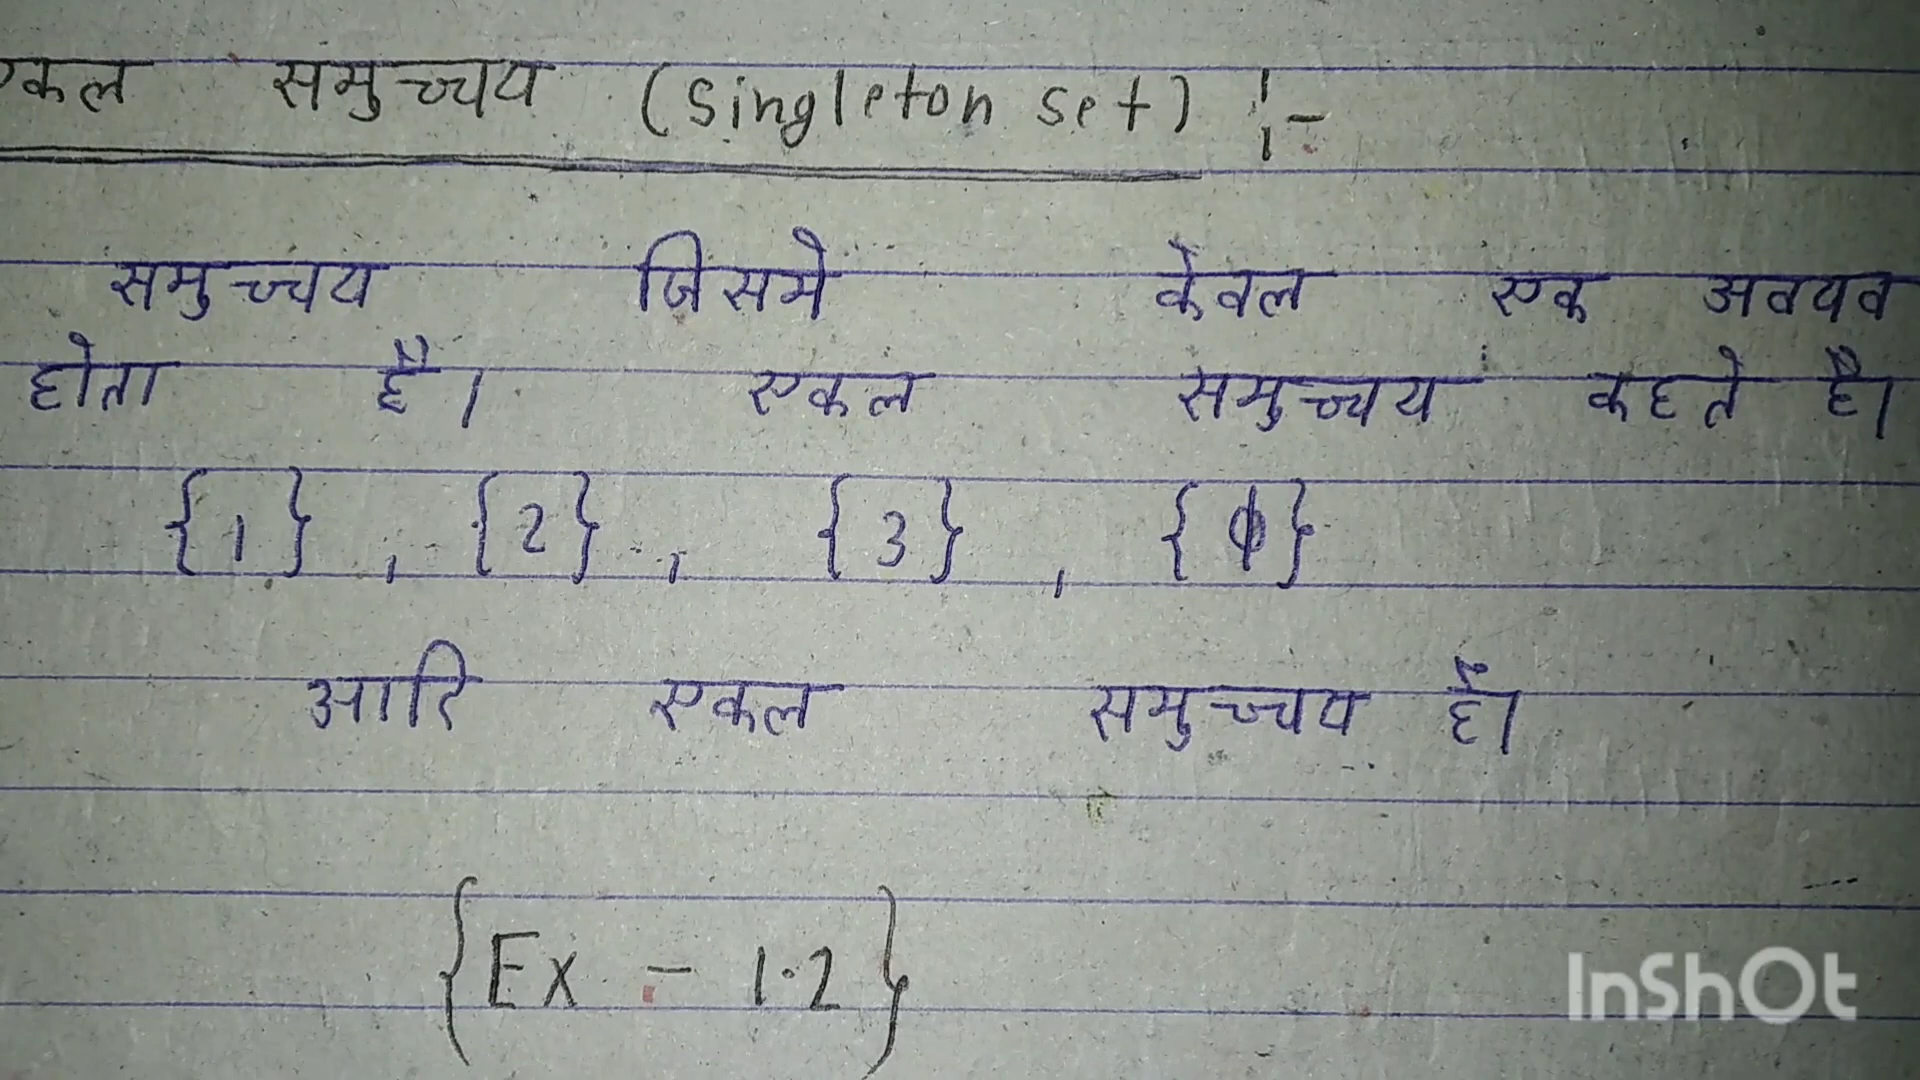 एकल समुच्चय (singleton set) :-
समुच्चय जिसमे केवल एक अवयव
होता है। एकल समुच्चय कहते है।
{1}, {2}, {3}, {ϕ}
आदि एकल समुच्चय है।
{Ex - 1.2}
InShOt